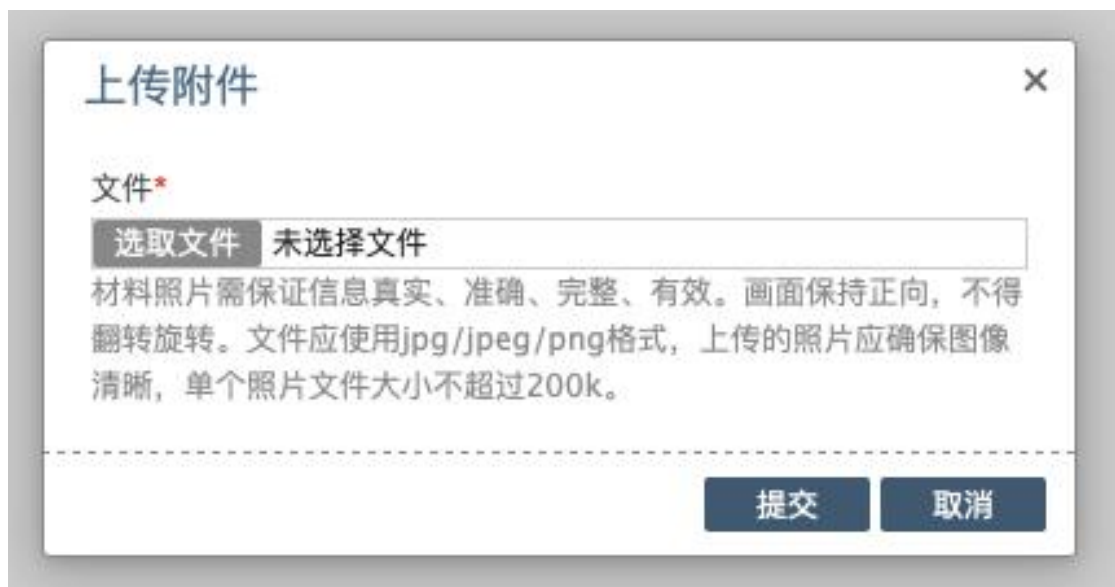 上传附件
×
文件*
选取文件 未选择文件
材料照片需保证信息真实、准确、完整、有效。画面保持正向，不得
翻转旋转。文件应使用jpg/jpeg/png格式，上传的照片应确保图像
清晰，单个照片文件大小不超过200k。
提交 取消